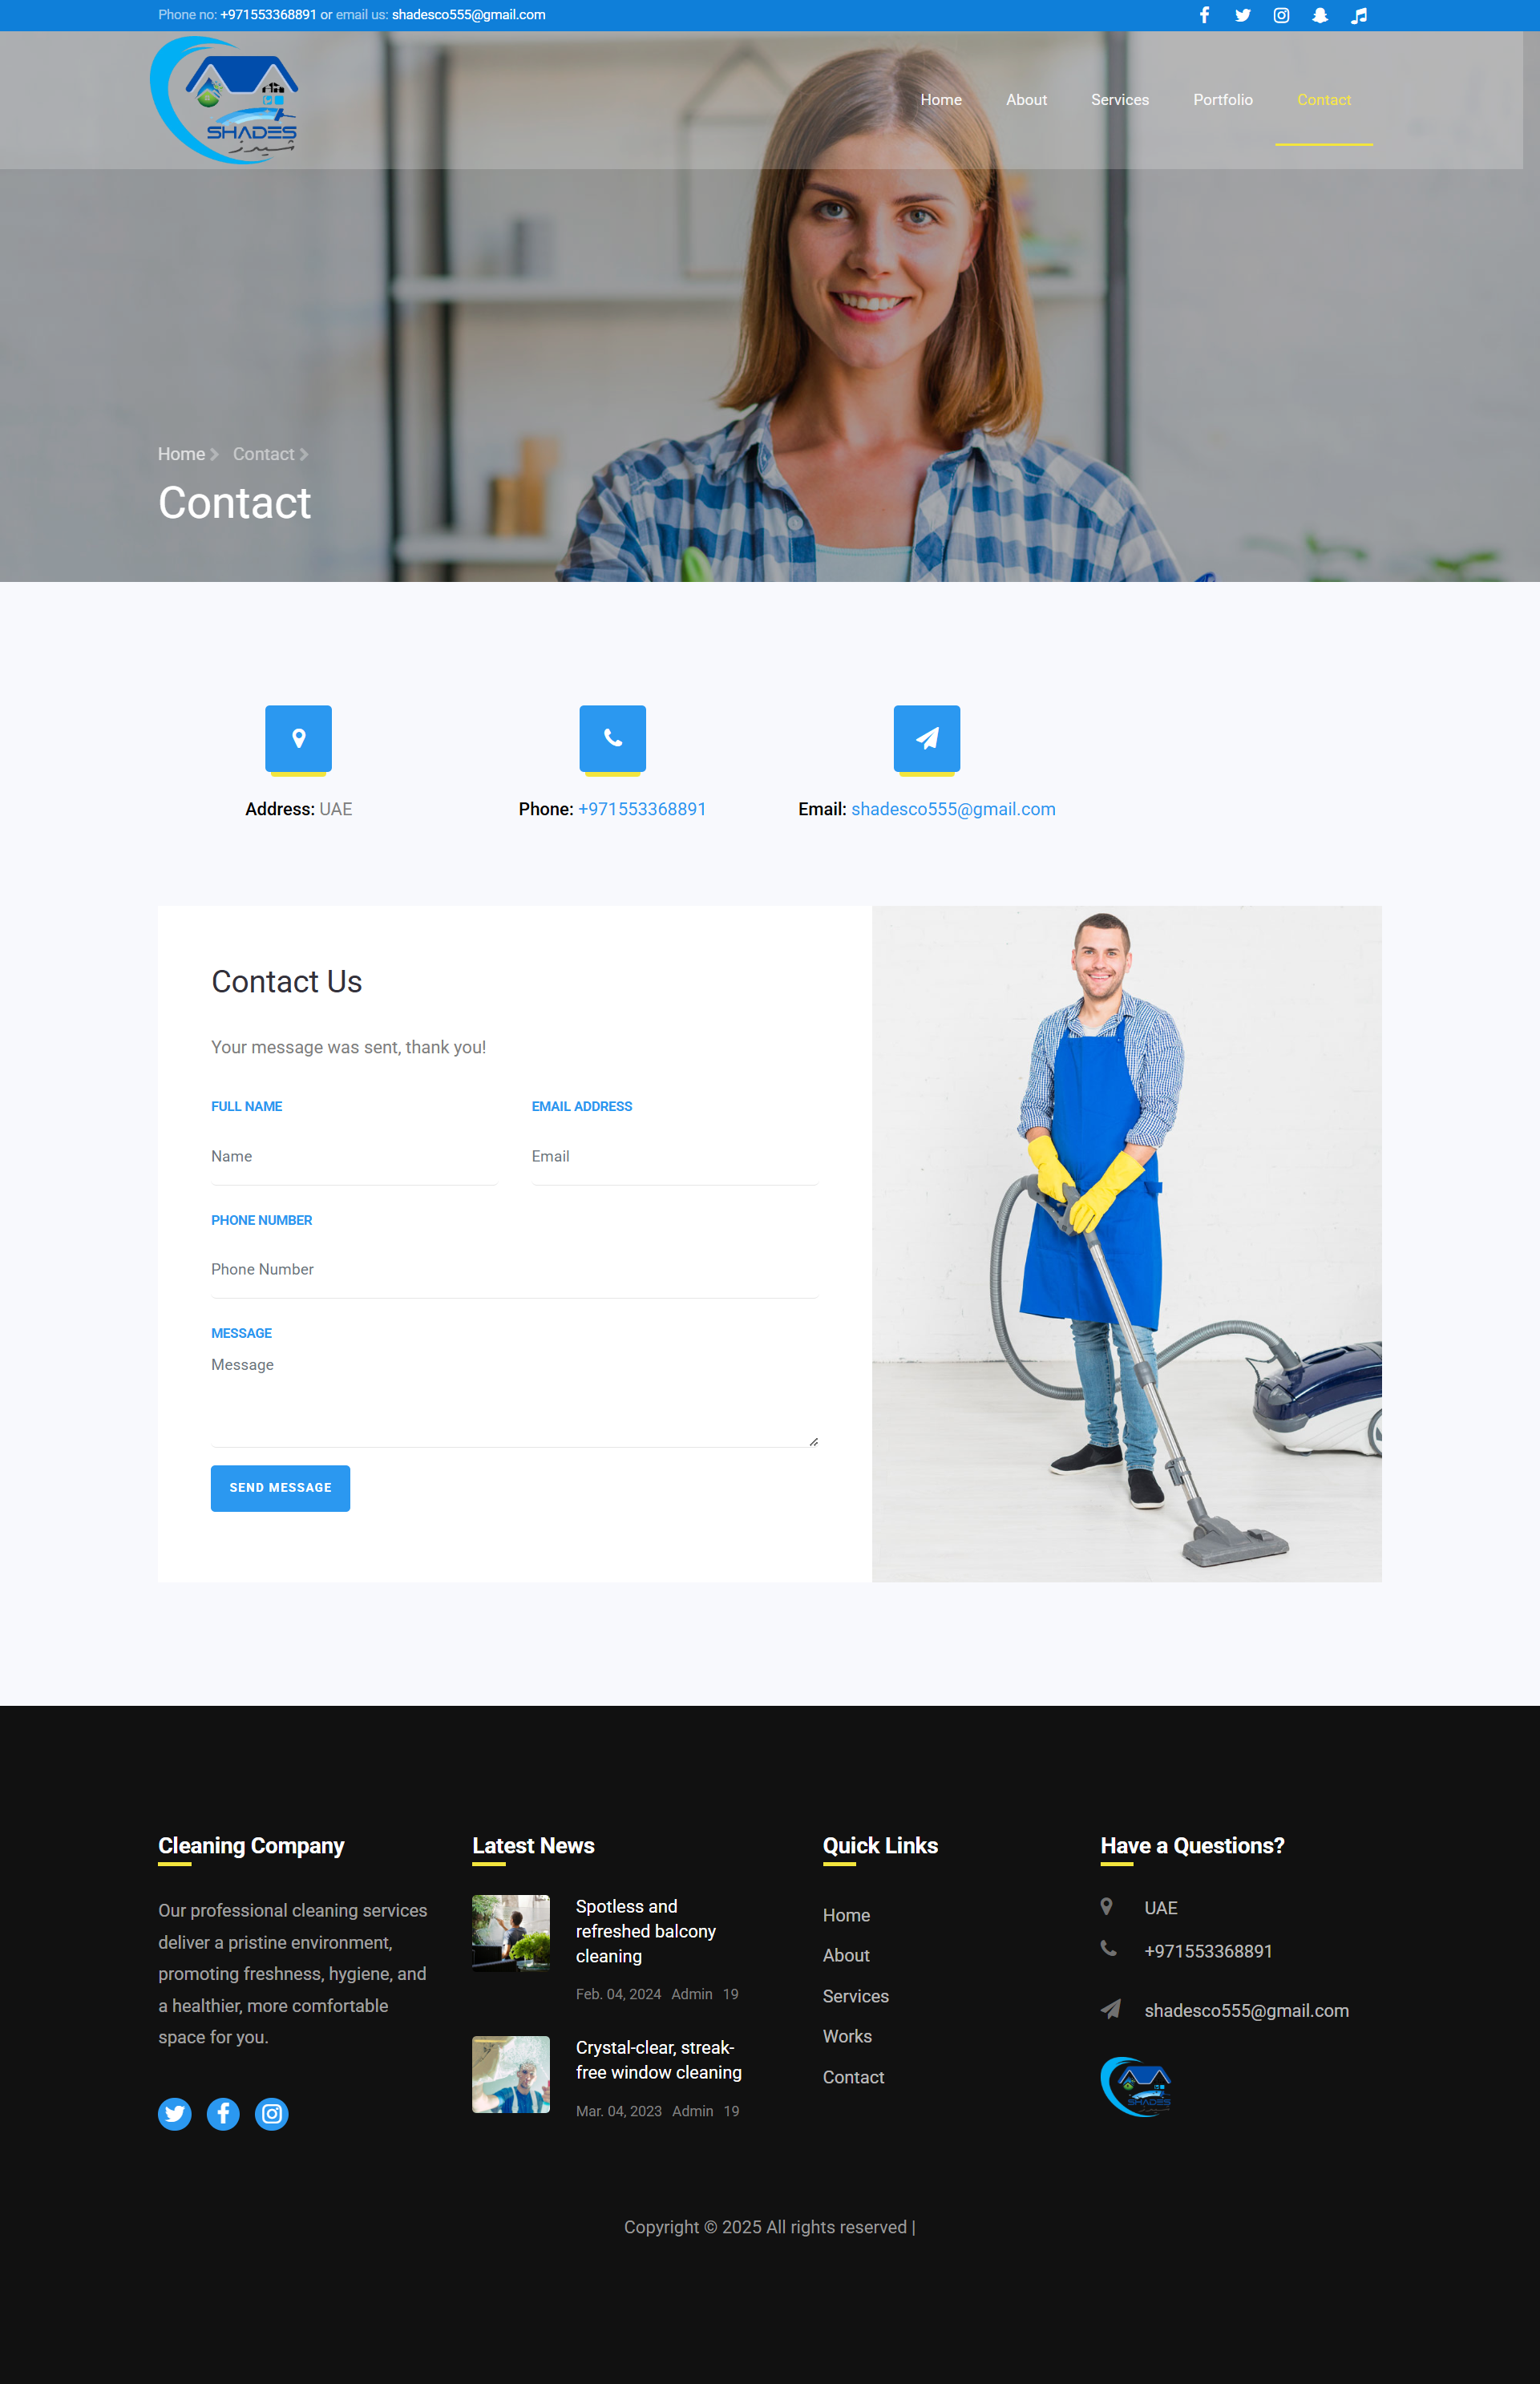 Phone no: +971553368891 or email us: shadesco555@gmail.com
SHADES
شيدز
Home About Services Portfolio Contact
Home Contact
Contact
Address: UAE
Phone: +971553368891
Email: shadesco555@gmail.com
Contact Us
Your message was sent, thank you!
FULL NAME
Name
EMAIL ADDRESS
Email
PHONE NUMBER
Phone Number
MESSAGE
Message
SEND MESSAGE
Cleaning Company
Our professional cleaning services
deliver a pristine environment,
promoting freshness, hygiene, and
a healthier, more comfortable
space for you.
Latest News
Spotless and
refreshed balcony
cleaning
Feb. 04, 2024 Admin 19
Crystal-clear, streak-
free window cleaning
Mar. 04, 2023 Admin 19
Quick Links
Home
About
Services
Works
Contact
Have a Questions?
UAE
+971553368891
shadesco555@gmail.com
SHADES
Copyright © 2025 All rights reserved |